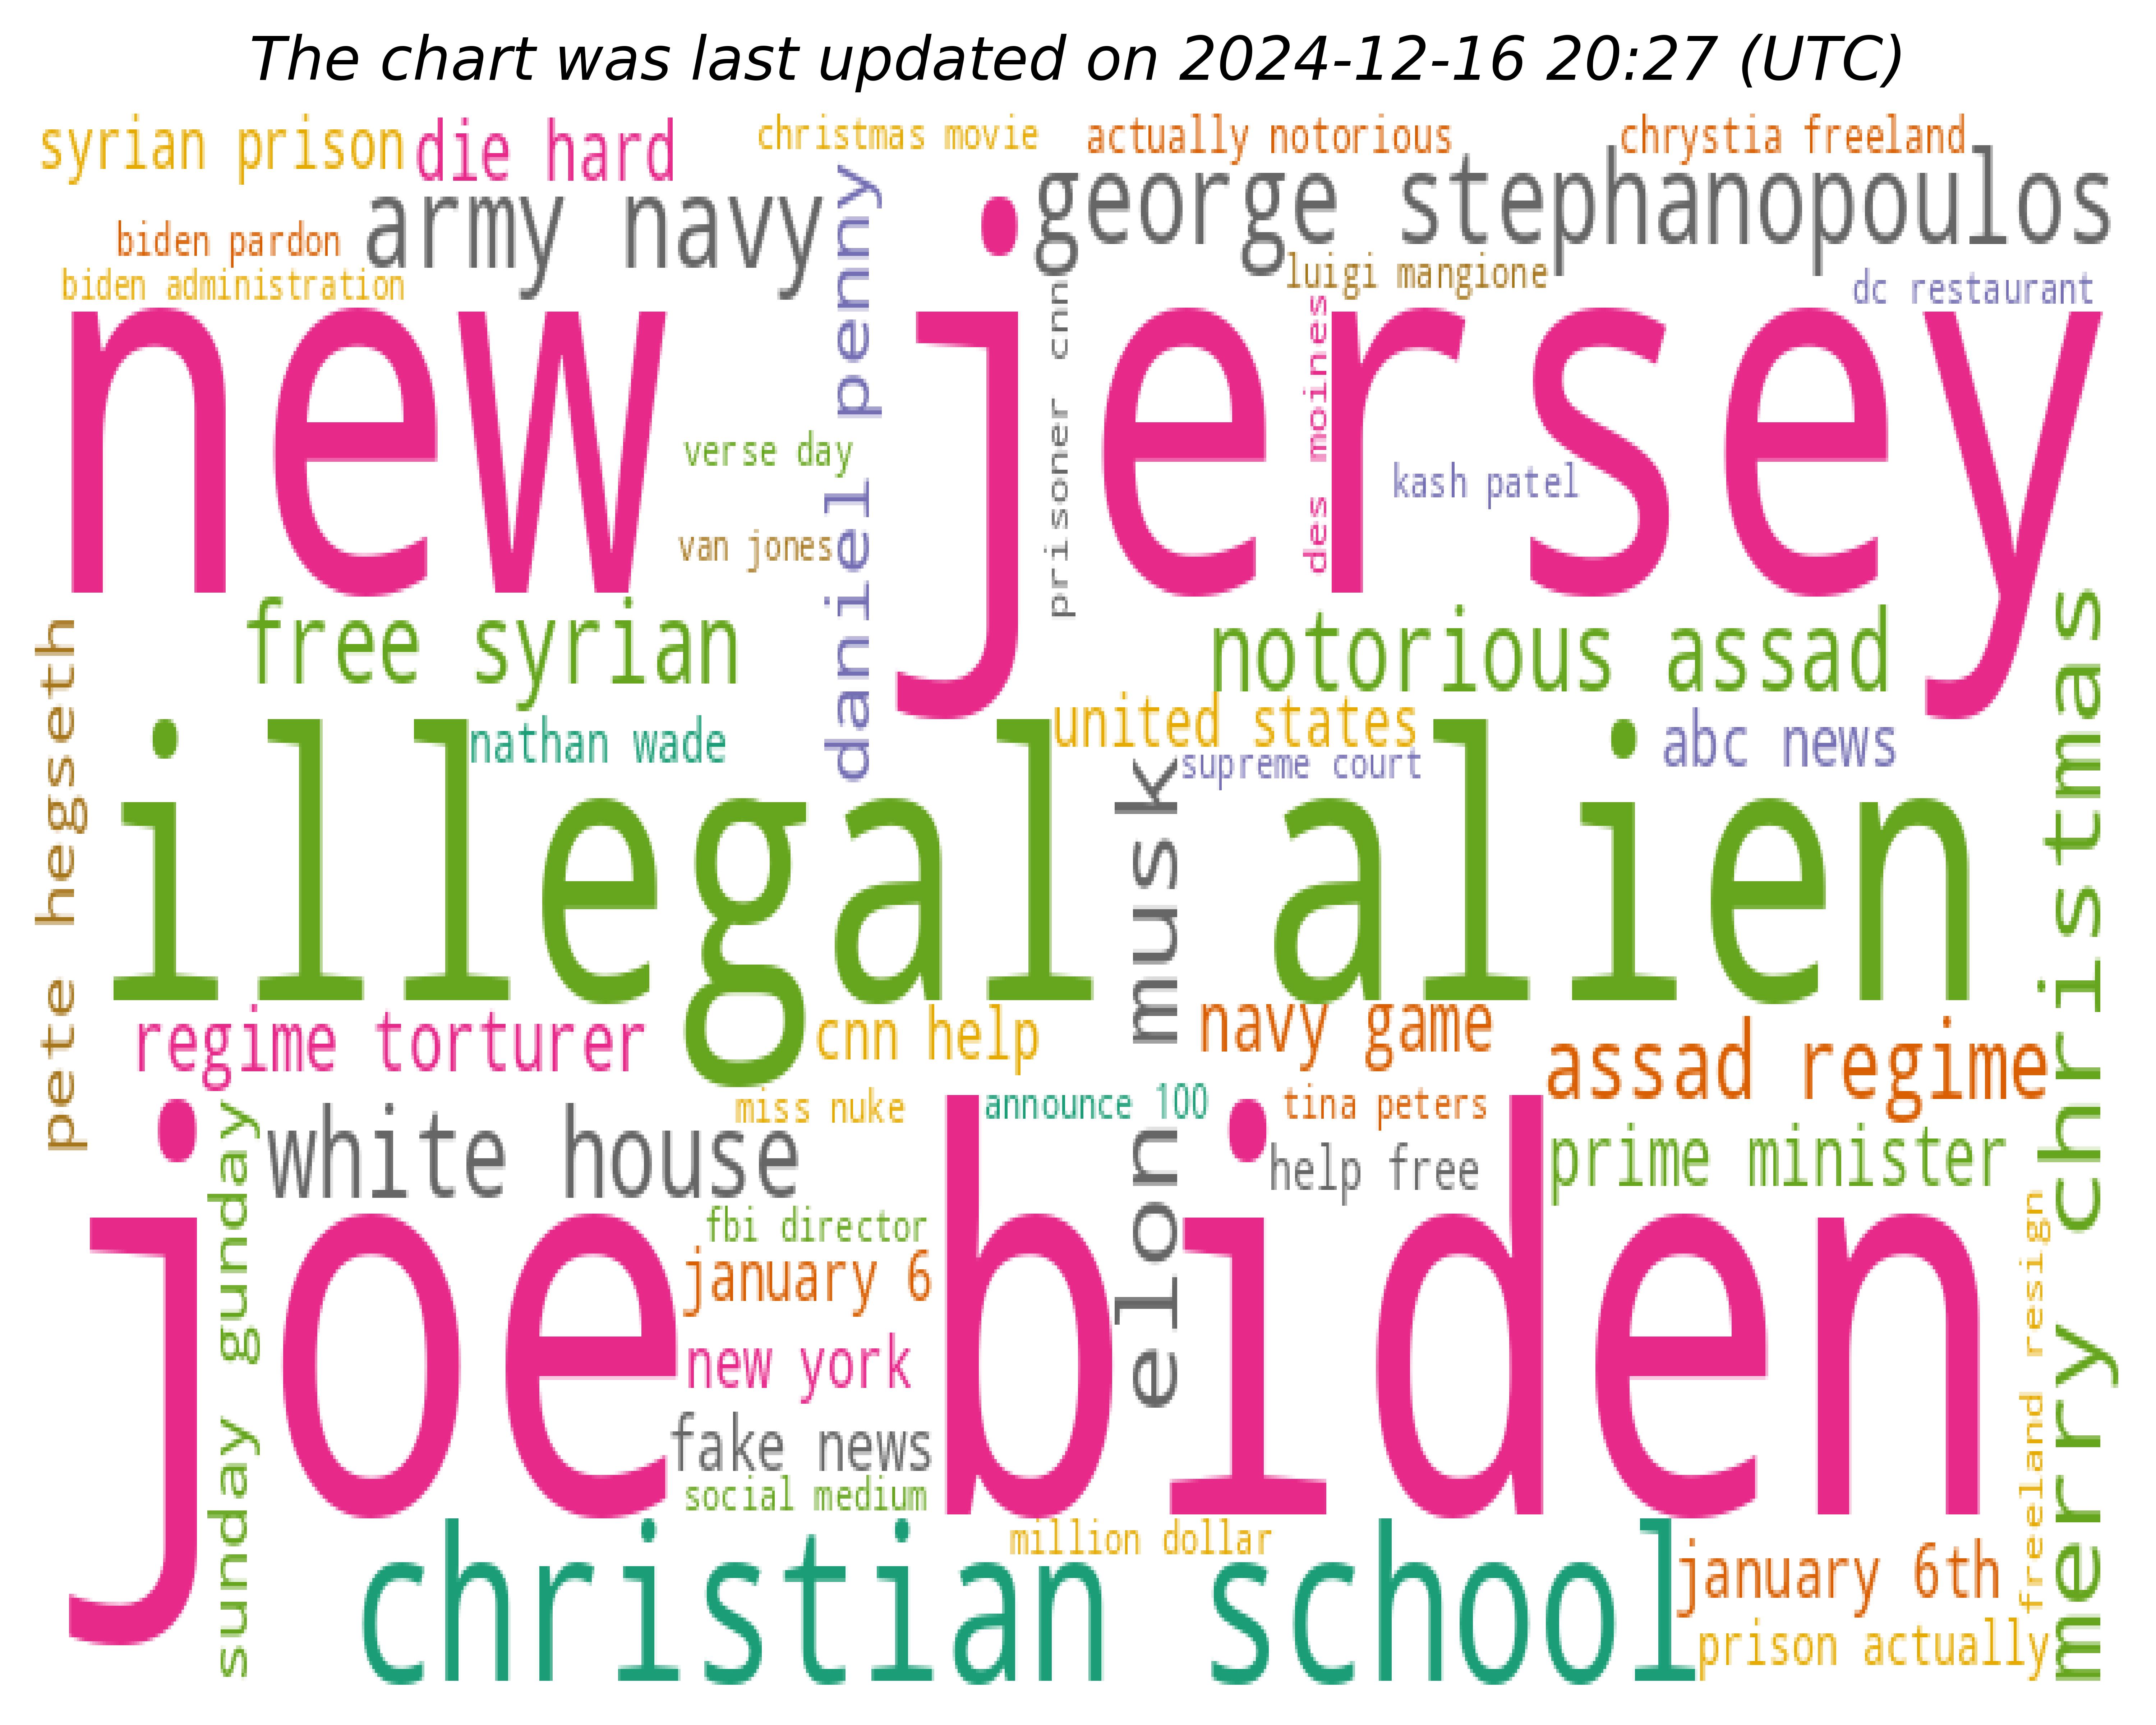 The chart was last updated on 2024-12-16 20:27 (UTC)
syrian prison
die hard
christmas movie
actually notorious
chrystia freeland
george stephanopoulos
army navy
biden pardon
biden administration
daniel penny
luigi mangione
dc restaurant
new jersey
prisoner cnn
des moines
verse day
kash patel
van jones
free syrian
notorious assad
pete hegseth
merry christmas
nathan wade
united states
abc news
supreme court
illegal alien
elon musk
regime torturer
cnn help
navy game
assad regime
miss nuke
announce 100
tina peters
white house
help free
prime minister
sunday gunday
joe biden
fbi director
january 6
new york
fake news
social medium
freeland resign
million dollar
christian school
january 6th
prison actually